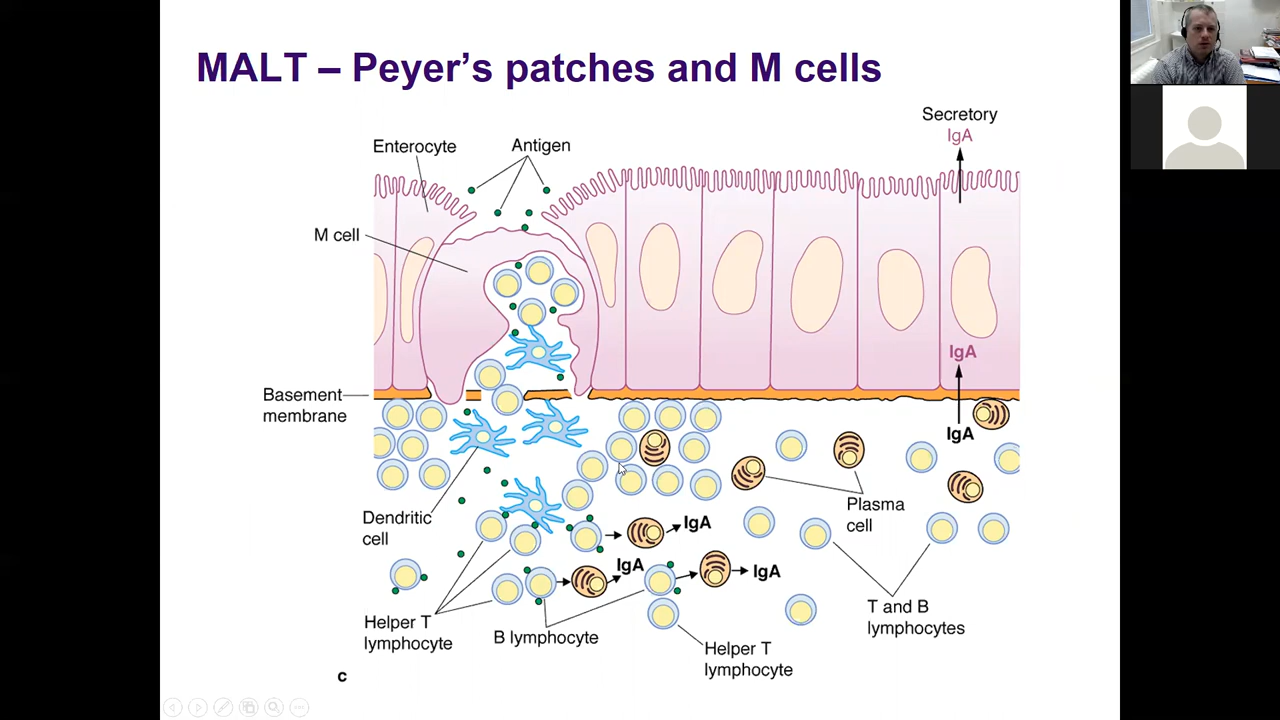 MALT – Peyer’s patches and M cells
Secretory
IgA
Enterocyte
Antigen
M cell
IgA
Basement
membrane
IgA
Plasma
cell
Dendritic
cell
IgA
IgA
IgA
Helper T
lymphocyte
B lymphocyte
T and B
lymphocytes
Helper T
lymphocyte
c